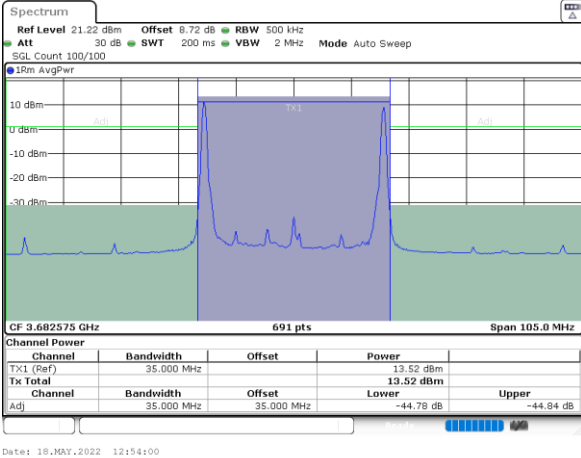 Spectrum
Ref Level 21.22 dBm Offset 8.72 dB RBW 500 kHz
Att 30 dB SWT 200 ms VBW 2 MHz Mode Auto Sweep
SGL Count 100/100
1Rm AvgPwr
10 dBm
TX1
Adj Adj
0 dBm
-10 dBm
-20 dBm
-30 dBm
CF 3.682575 GHz 691 pts Span 105.0 MHz
Channel Power
Channel Bandwidth Offset Power
TX1 (Ref) 35.000 MHz 13.52 dBm
Tx Total 13.52 dBm
Channel Bandwidth Offset Lower Upper
Adj 35.000 MHz 35.000 MHz -44.78 dB -44.84 dB
Ready
Date: 18.MAY.2022 12:54:00